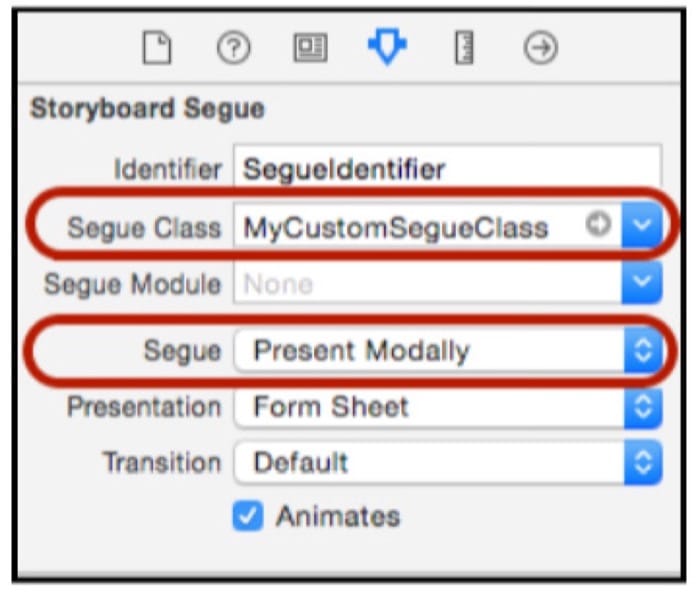 Storyboard Segue
Identifier SegueIdentifier
Segue Class MyCustomSegueClass
Segue Module None
Segue Present Modally
Presentation Form Sheet
Transition Default
Animates